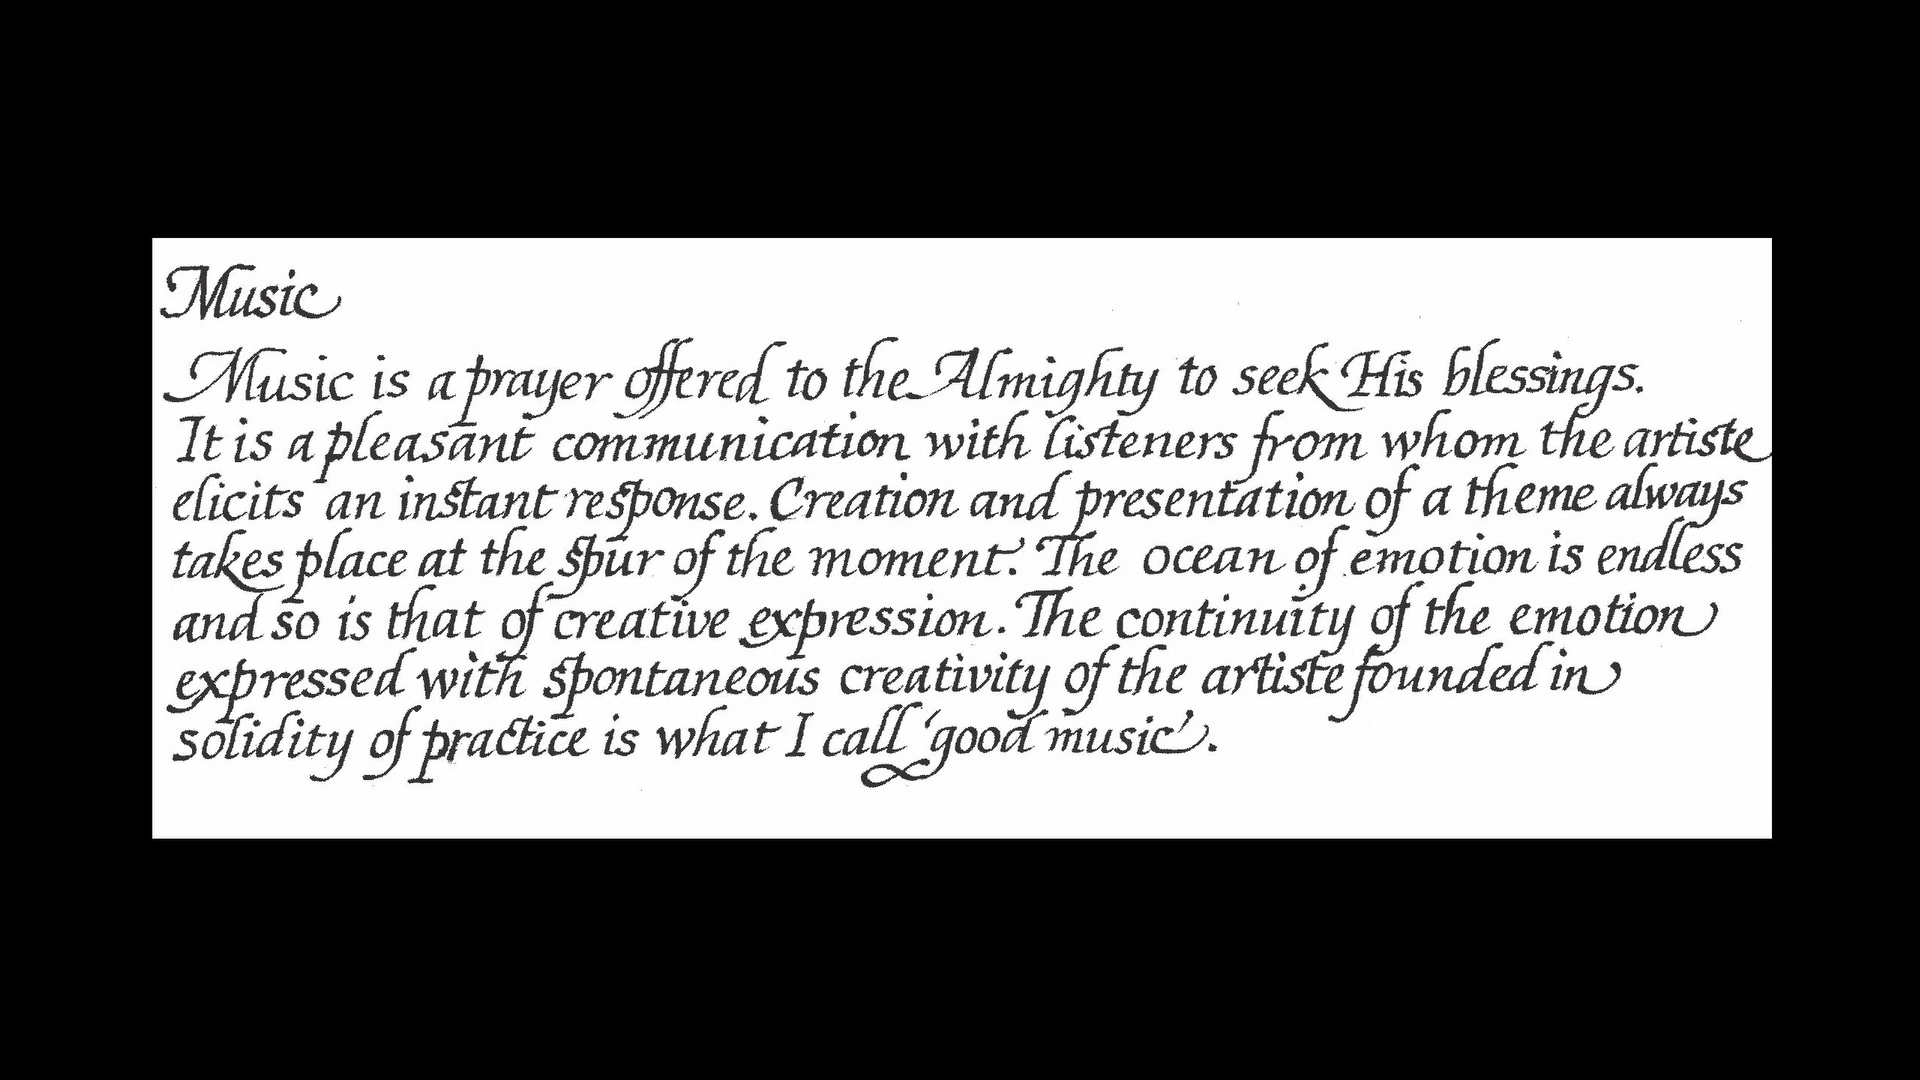 Music
Music is a prayer offered to the Almighty to seek His blessings.
It is a pleasant communication with listeners from whom the artiste
elicits an instant response. Creation and presentation of a theme always
takes place at the spur of the moment. The ocean of emotion is endless
and so is that of creative expression. The continuity of the emotion
expressed with spontaneous creativity of the artiste founded in
solidity of practice is what I call 'good music'.